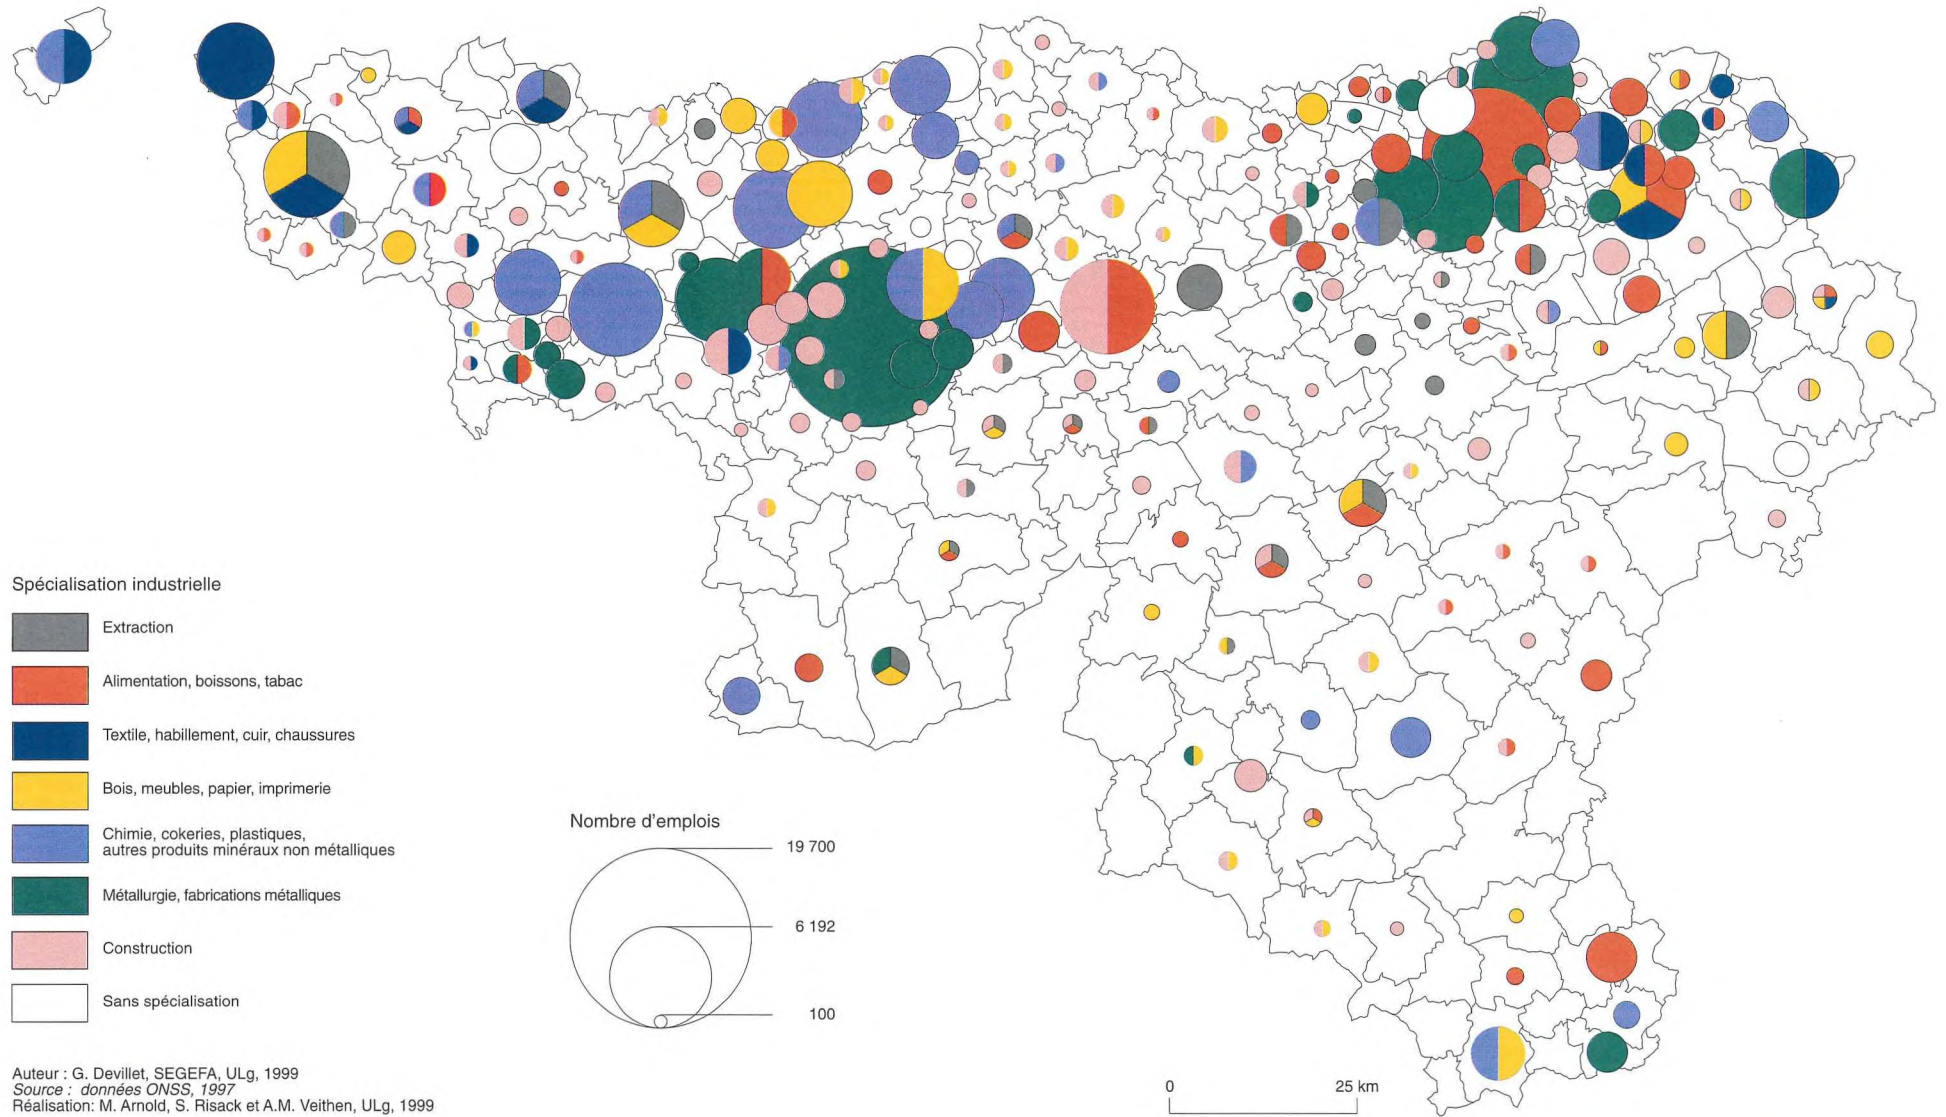 Spécialisation industrielle
Extraction
Alimentation, boissons, tabac
Textile, habillement, cuir, chaussures
Bois, meubles, papier, imprimerie
Chimie, cokeries, plastiques,
autres produits minéraux non métalliques
Métallurgie, fabrications métalliques
Construction
Sans spécialisation
Nombre d'emplois
19 700
6 192
100
Auteur : G. Devillet, SEGEFA, ULg, 1999
Source : données ONSS, 1997
Réalisation: M. Arnold, S. Risack et A.M. Veithen, ULg, 1999
0 25 km